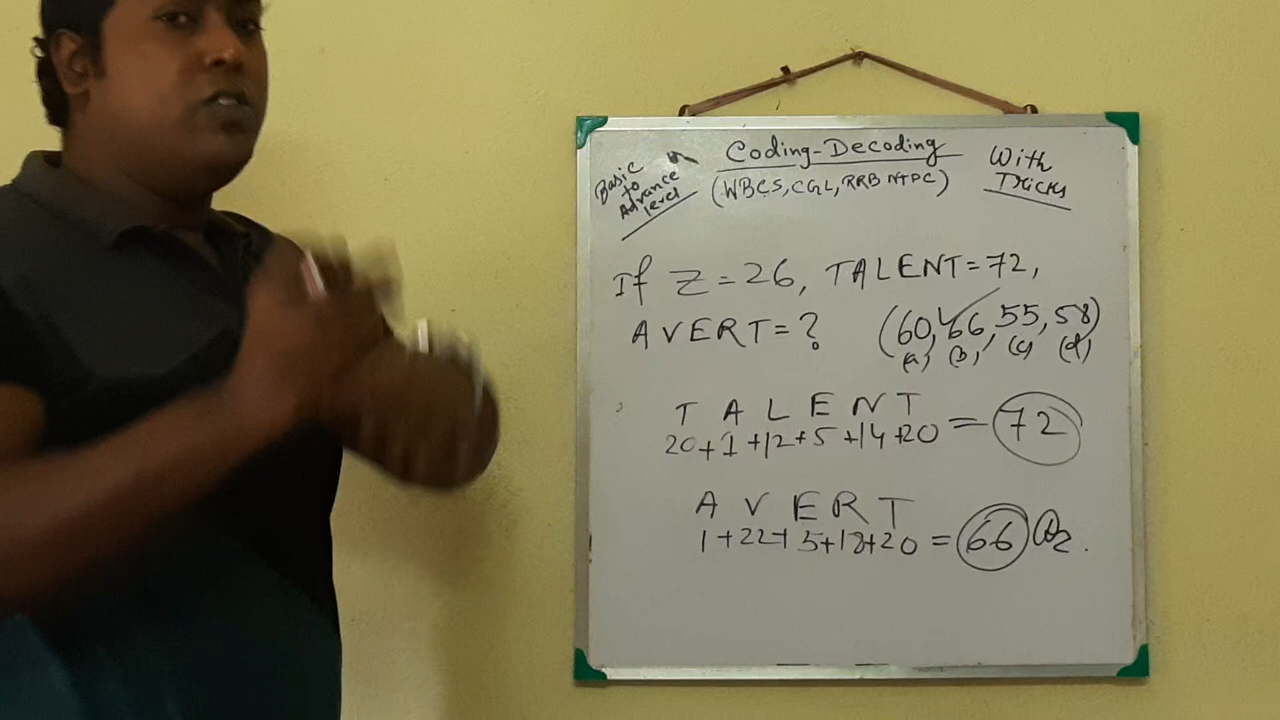 Basic to Advance level
Coding-Decoding
(WBCS, CGL, RRB NTPC)
With Tricks
If Z=26, TALENT=72,
AVERT=? (60, 66, 55, 58)
(a) (b) (c) (d)
T A L E N T
20+1+12+5+14+20 = 72
A V E R T
1+22+5+18+20 = 66